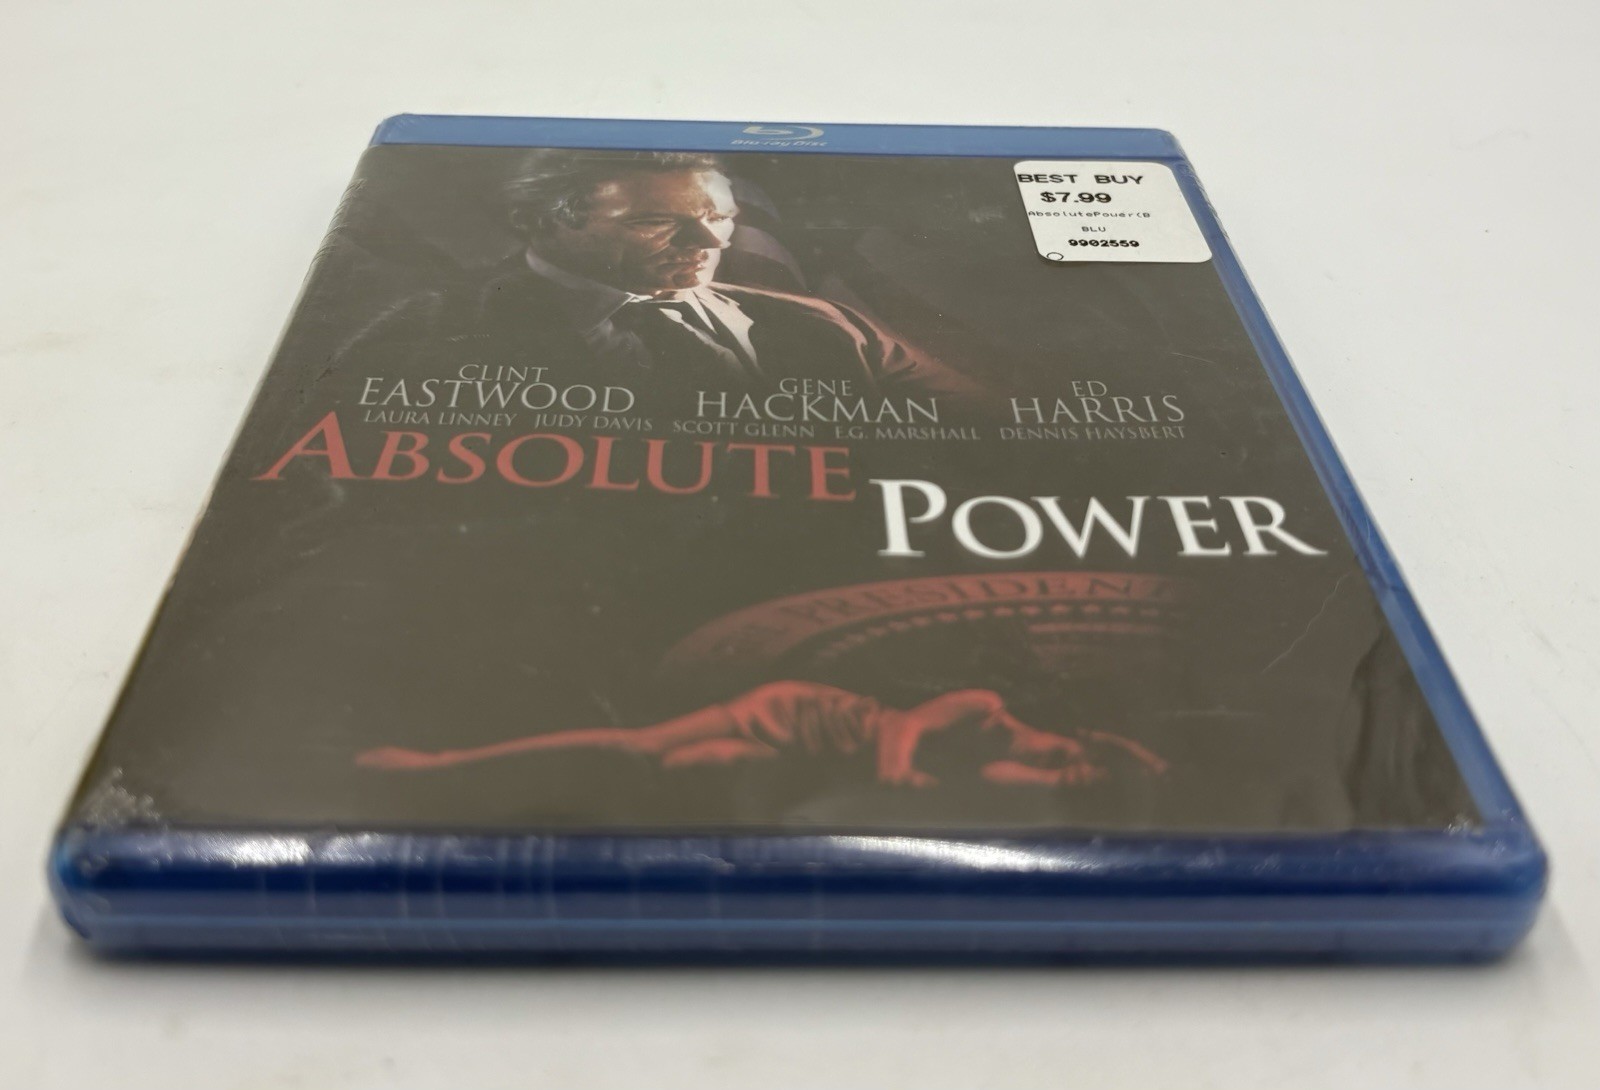 Blu-ray Disc
BEST BUY
$7.99
AbsolutePower(B
BLU
9902559
CLINT EASTWOOD
GENE HACKMAN
ED HARRIS
LAURA LINNEY JUDY DAVIS SCOTT GLENN E.G. MARSHALL DENNIS HAYSBERT
ABSOLUTE
POWER
PRESIDENT